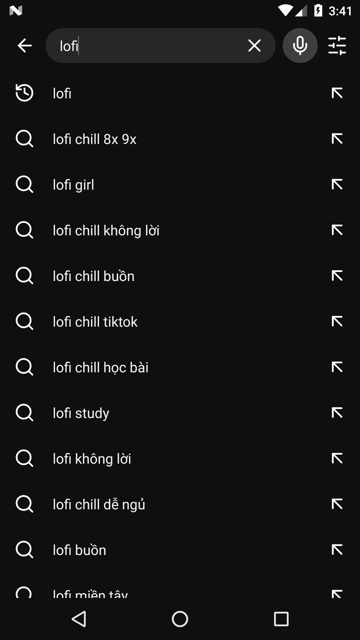 3:41
lofi
lofi
lofi chill 8x 9x
lofi girl
lofi chill không lời
lofi chill buồn
lofi chill tiktok
lofi chill học bài
lofi study
lofi không lời
lofi chill dễ ngủ
lofi buồn
lofi miền tây